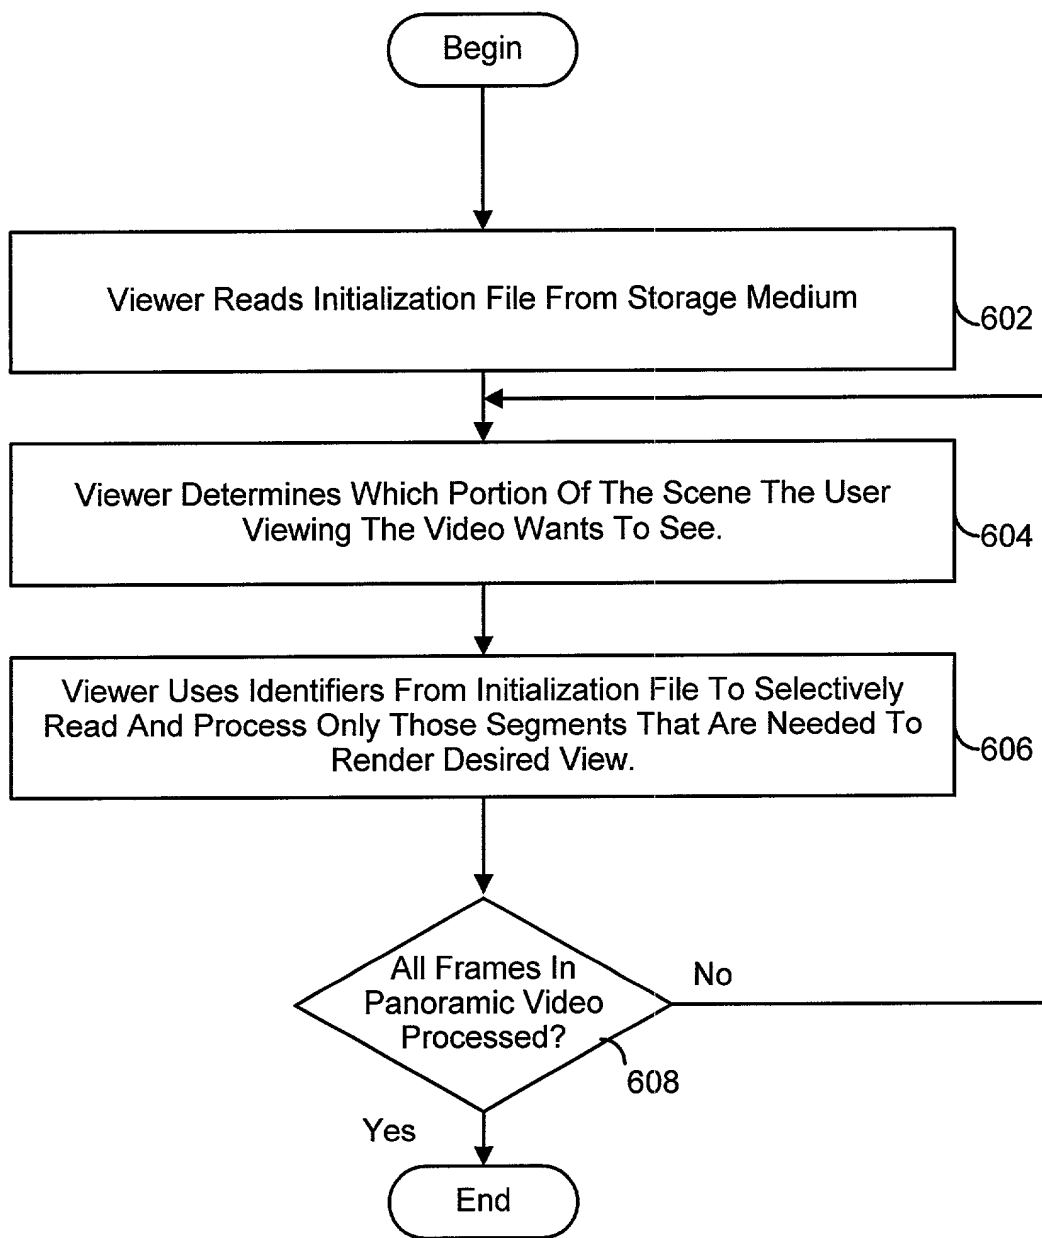 Begin
Viewer Reads Initialization File From Storage Medium
602
Viewer Determines Which Portion Of The Scene The User
Viewing The Video Wants To See.
604
Viewer Uses Identifiers From Initialization File To Selectively
Read And Process Only Those Segments That Are Needed To
Render Desired View.
606
All Frames In
Panoramic Video
Processed?
No
608
Yes
End